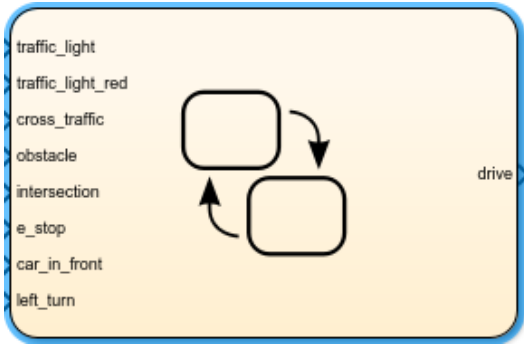 traffic_light
traffic_light_red
cross_traffic
obstacle
intersection
e_stop
car_in_front
left_turn
drive